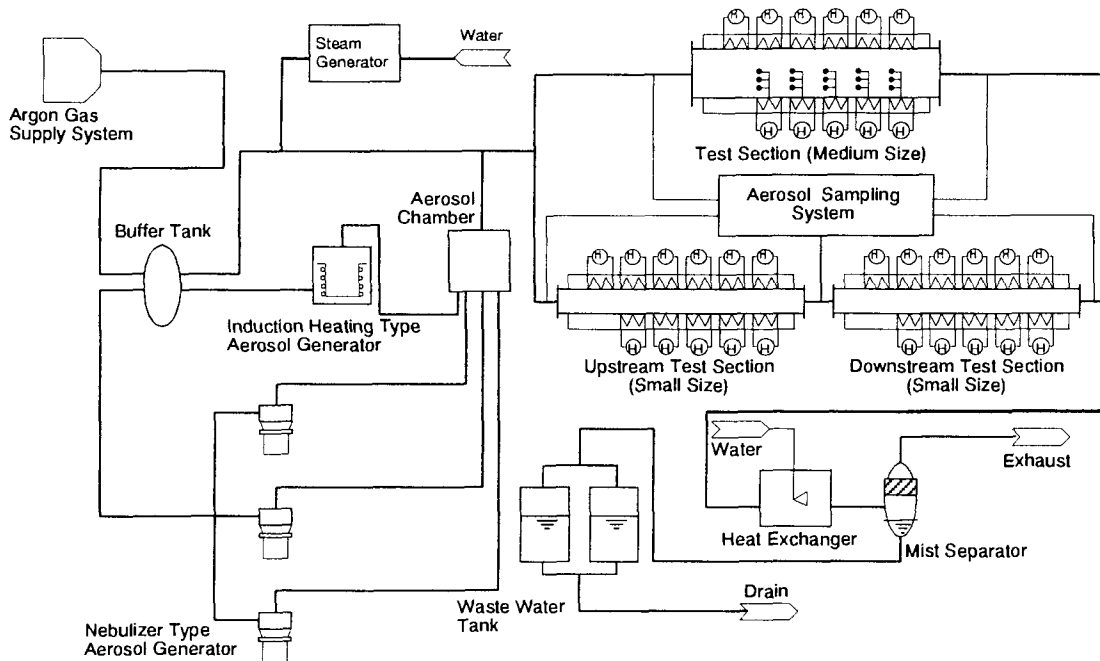 Steam
Generator
Water
Argon Gas
Supply System
H H H H H H
H H H H H
Test Section (Medium Size)
Aerosol
Chamber
Aerosol Sampling
System
Buffer Tank
H H H H H H
H H H H H H
Induction Heating Type
Aerosol Generator
H H H H H
H H H H H
Upstream Test Section
(Small Size)
Downstream Test Section
(Small Size)
Water
Exhaust
Heat Exchanger
Mist Separator
Waste Water
Tank
Drain
Nebulizer Type
Aerosol Generator